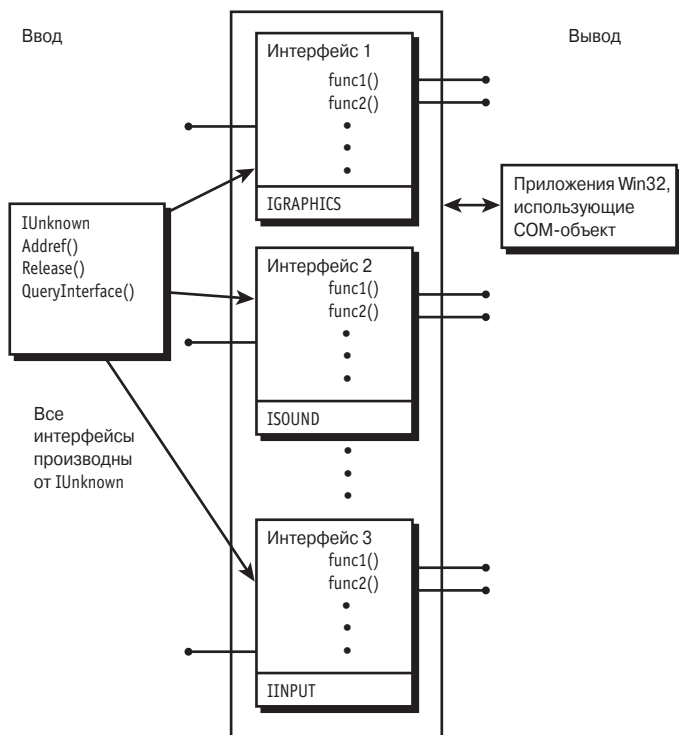 Ввод
Вывод
Интерфейс 1
func1()
func2()
IGRAPHICS
Приложения Win32,
использующие
COM-объект
IUnknown
Addref()
Release()
QueryInterface()
Интерфейс 2
func1()
func2()
ISOUND
Все
интерфейсы
производны
от IUnknown
Интерфейс 3
func1()
func2()
IINPUT